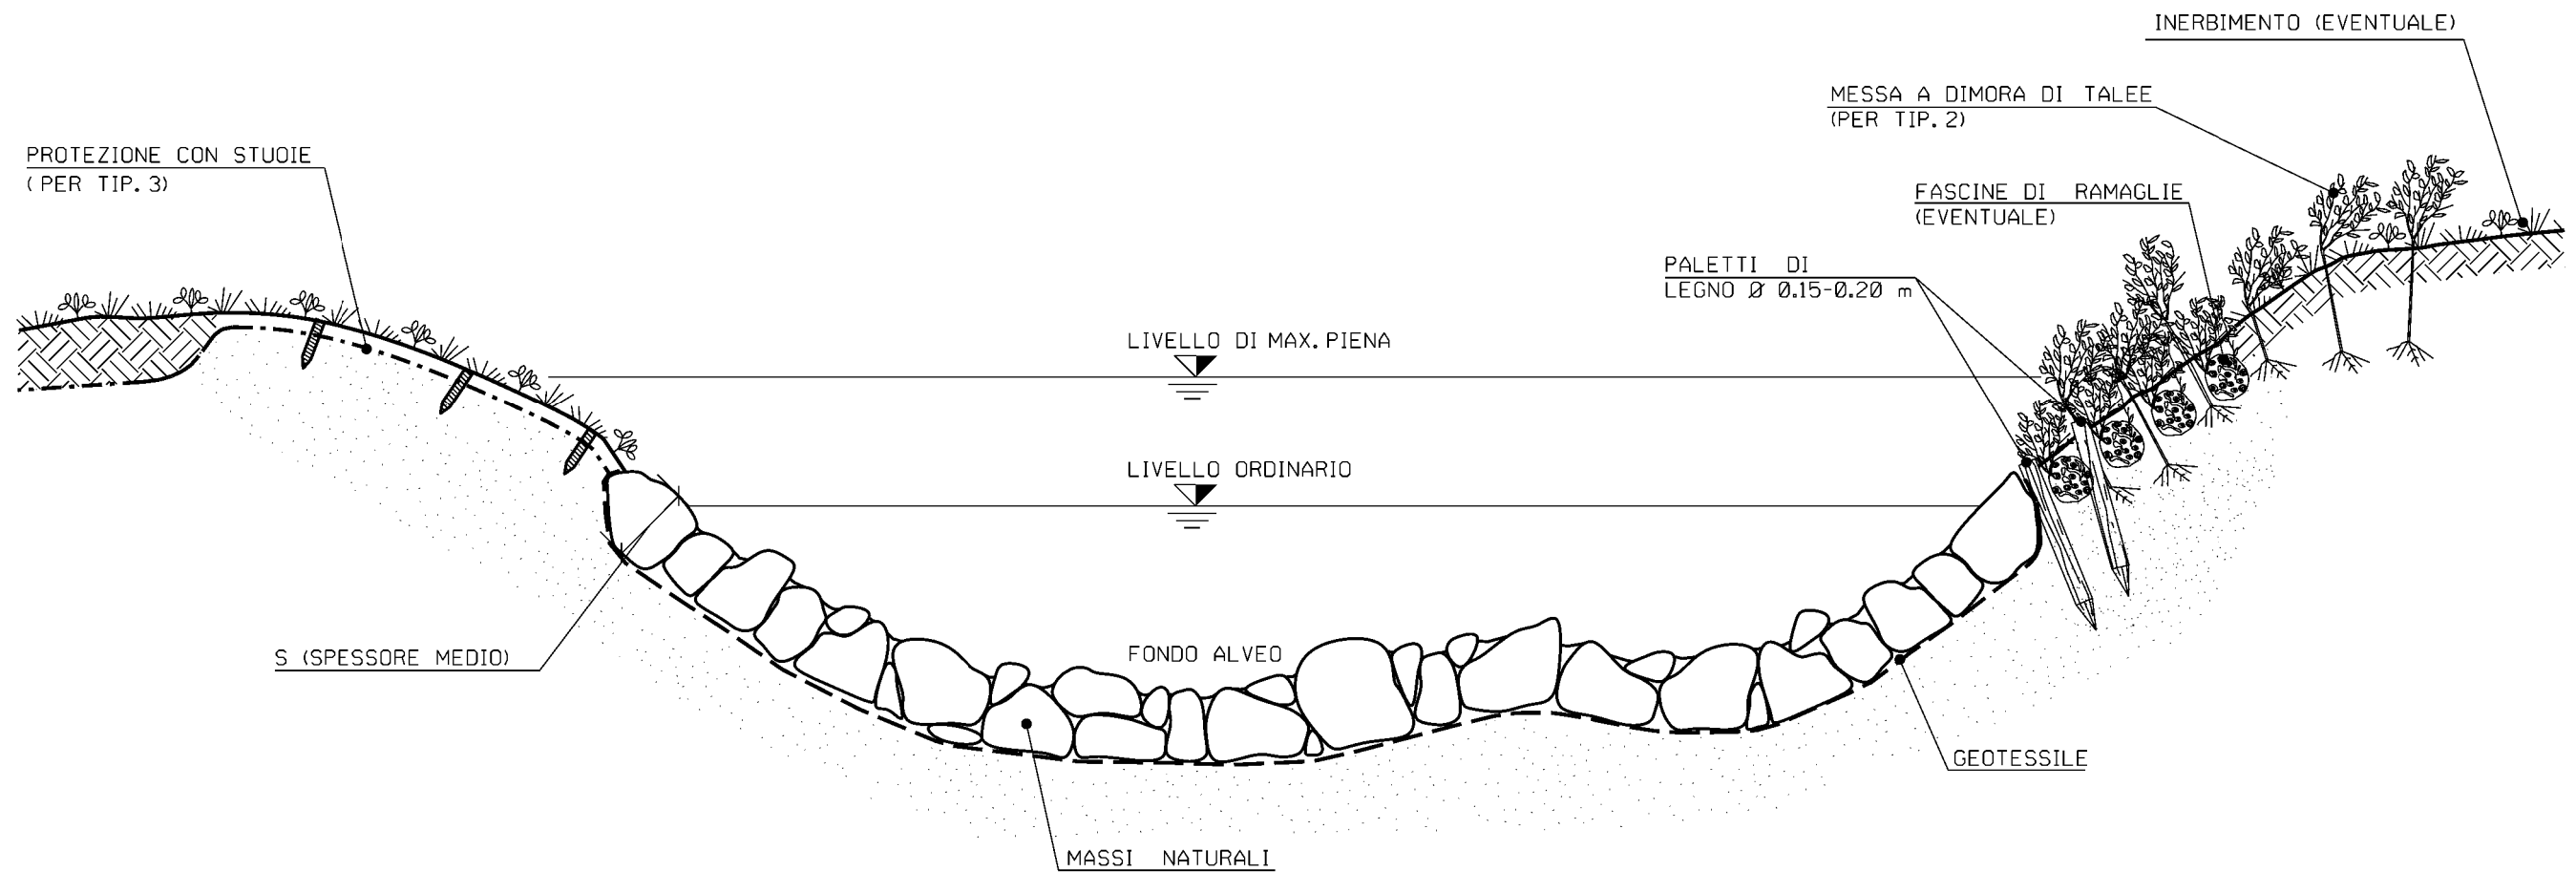 INERBIMENTO (EVENTUALE)
MESSA A DIMORA DI TALEE
(PER TIP. 2)
PROTEZIONE CON STUOIE
( PER TIP. 3)
FASCINE DI RAMAGLIE
(EVENTUALE)
PALETTI DI
LEGNO Ø 0.15-0.20 m
LIVELLO DI MAX. PIENA
LIVELLO ORDINARIO
S (SPESSORE MEDIO)
FONDO ALVEO
GEOTESSILE
MASSI NATURALI